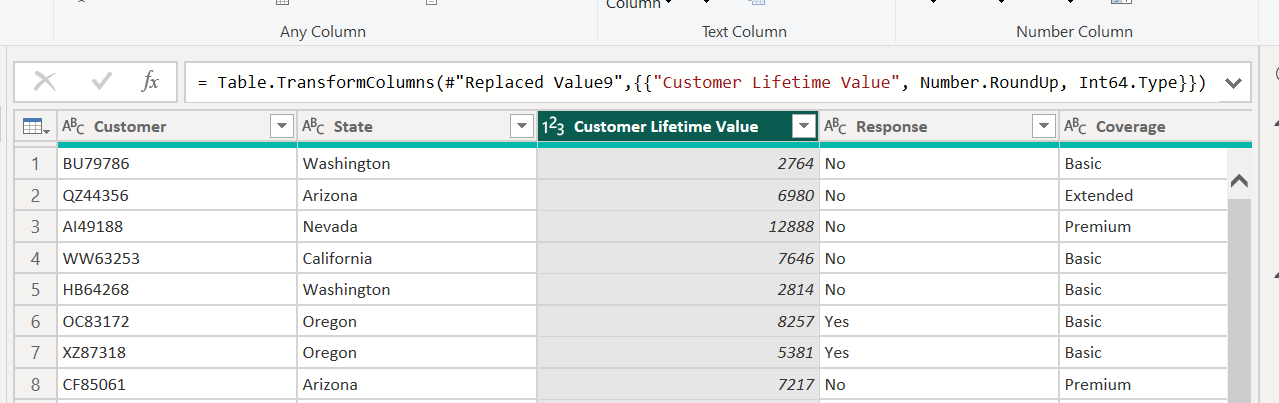 Column
Any Column Text Column Number Column
fx = Table.TransformColumns(#"Replaced Value9",{{"Customer Lifetime Value", Number.RoundUp, Int64.Type}})
ABC Customer ABC State 123 Customer Lifetime Value ABC Response ABC Coverage
1 BU79786 Washington 2764 No Basic
2 QZ44356 Arizona 6980 No Extended
3 AI49188 Nevada 12888 No Premium
4 WW63253 California 7646 No Basic
5 HB64268 Washington 2814 No Basic
6 OC83172 Oregon 8257 Yes Basic
7 XZ87318 Oregon 5381 Yes Basic
8 CF85061 Arizona 7217 No Premium